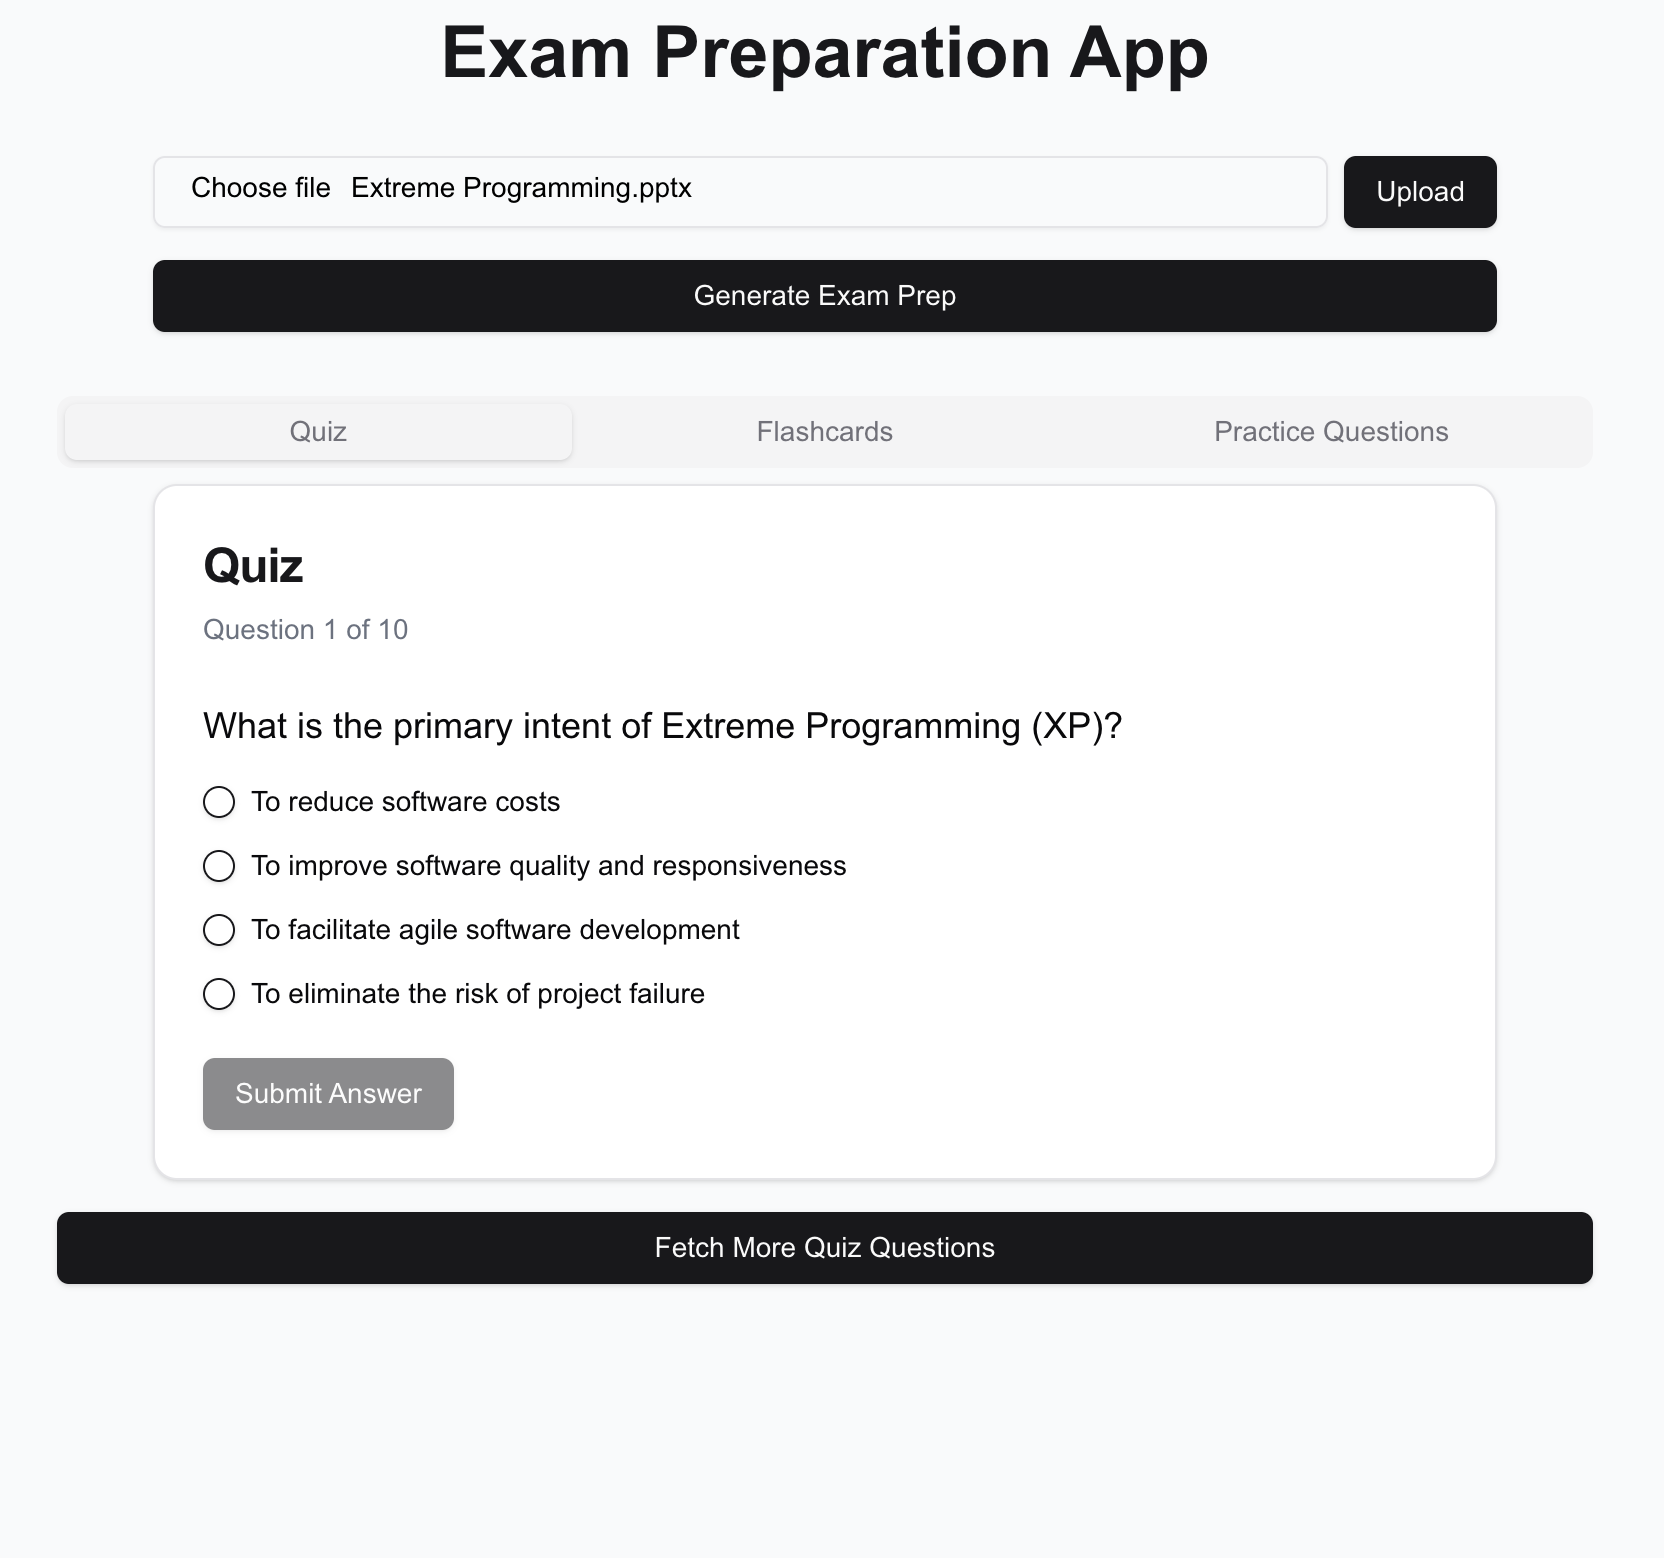 Exam Preparation App
Choose file Extreme Programming.pptx
Upload
Generate Exam Prep
Quiz
Flashcards
Practice Questions
Quiz
Question 1 of 10
What is the primary intent of Extreme Programming (XP)?
To reduce software costs
To improve software quality and responsiveness
To facilitate agile software development
To eliminate the risk of project failure
Submit Answer
Fetch More Quiz Questions